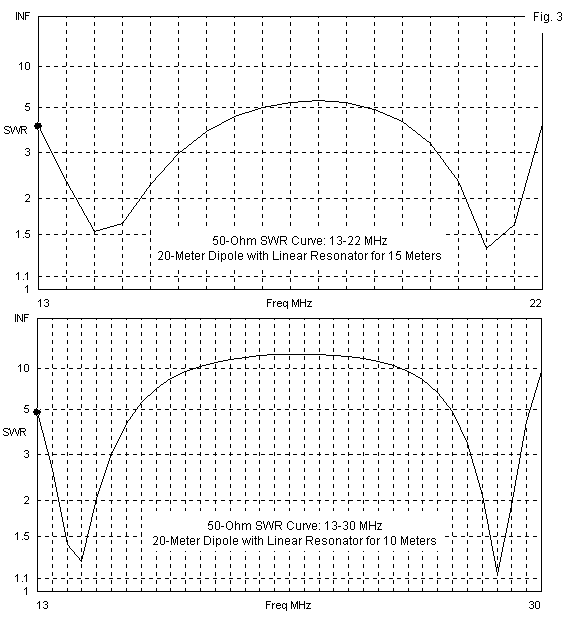 Fig. 3
INF
10
5
SWR
3
2
1.5
1.1
1
50-Ohm SWR Curve: 13-22 MHz
20-Meter Dipole with Linear Resonator for 15 Meters
13 Freq MHz 22
INF
10
5
SWR
3
2
1.5
1.1
1
50-Ohm SWR Curve: 13-30 MHz
20-Meter Dipole with Linear Resonator for 10 Meters
13 Freq MHz 30